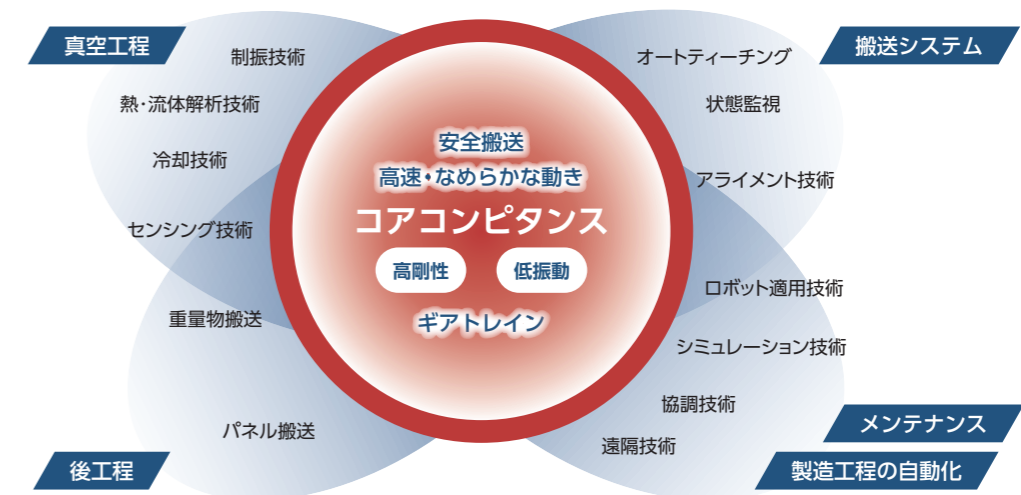 真空工程
制振技術
熱・流体解析技術
冷却技術
センシング技術
重量物搬送
パネル搬送
後工程
安全搬送
高速・なめらかな動き
コアコンピタンス
高剛性
低振動
ギアトレイン
搬送システム
オートティーチング
状態監視
アライメント技術
ロボット適用技術
シミュレーション技術
協調技術
遠隔技術
メンテナンス
製造工程の自動化